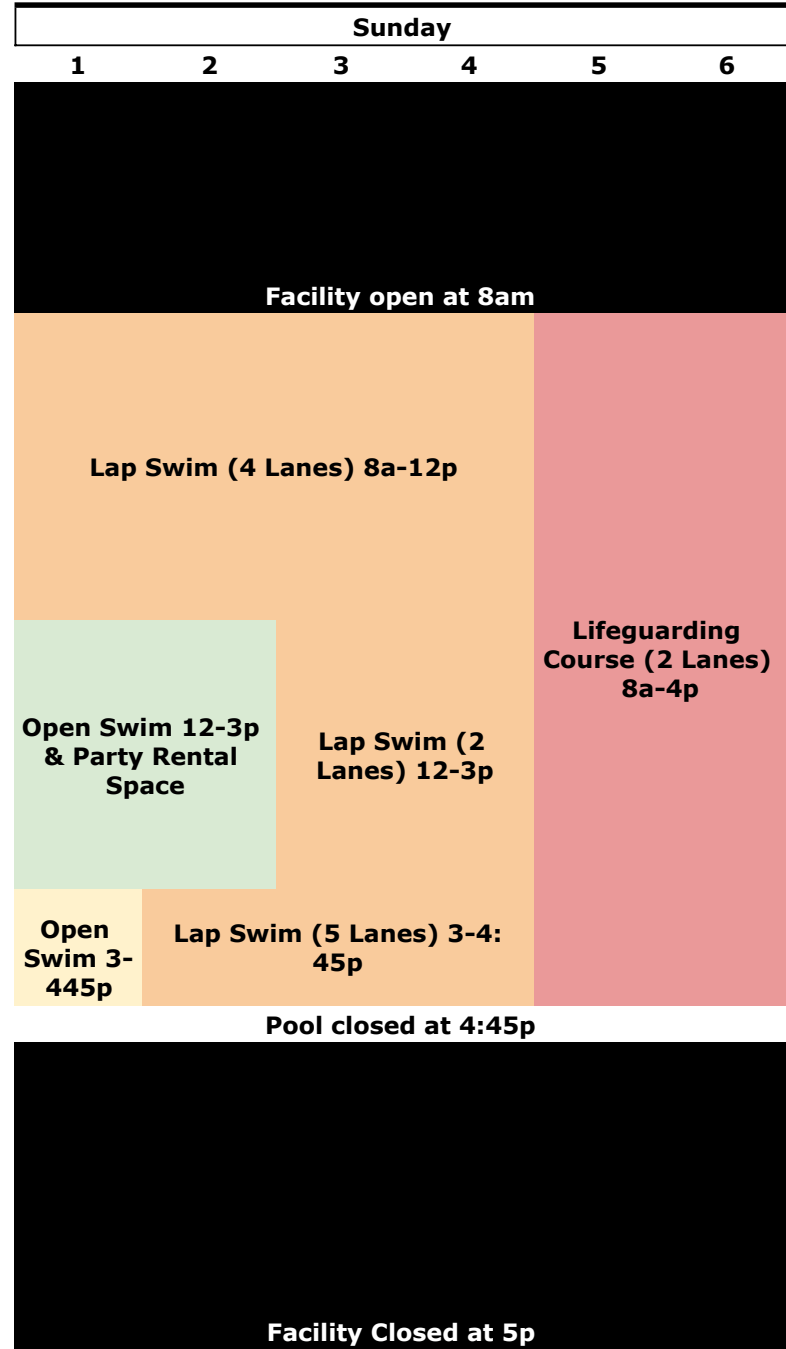 Sunday
1 2 3 4 5 6
Facility open at 8am
Lap Swim (4 Lanes) 8a-12p
Lifeguarding
Course (2 Lanes)
8a-4p
Open Swim 12-3p
& Party Rental
Space
Lap Swim (2
Lanes) 12-3p
Open
Swim 3-
445p
Lap Swim (5 Lanes) 3-4:
45p
Pool closed at 4:45p
Facility Closed at 5p